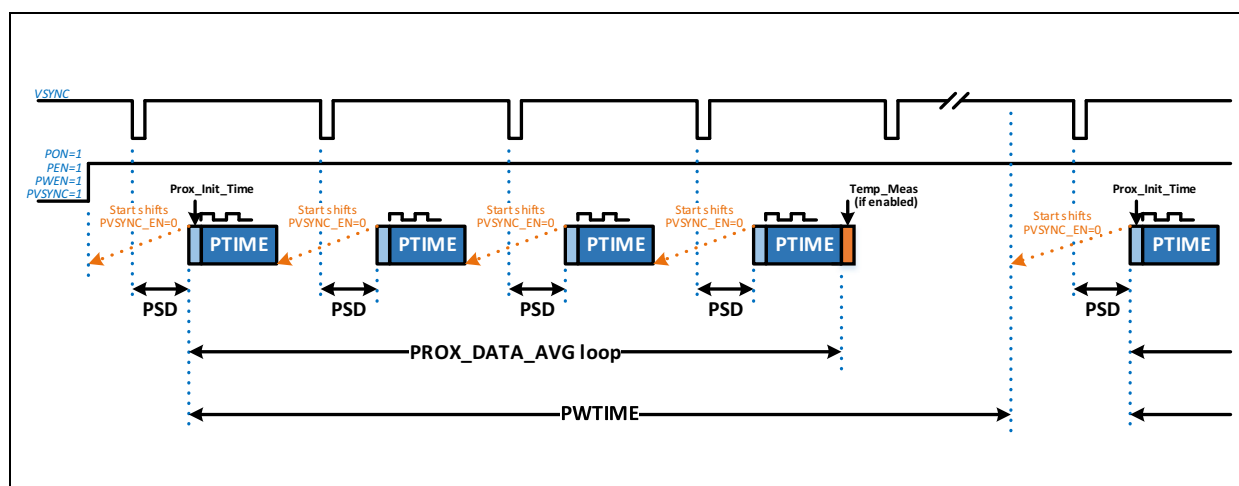 VSYNC
PON=1
PEN=1
PWEN=1
PVSYNC=1
Prox_Init_Time
Temp_Meas
(if enabled)
Prox_Init_Time
Start shifts
PVSYNC_EN=0
Start shifts
PVSYNC_EN=0
Start shifts
PVSYNC_EN=0
Start shifts
PVSYNC_EN=0
Start shifts
PVSYNC_EN=0
PTIME
PTIME
PTIME
PTIME
PTIME
PSD
PSD
PSD
PSD
PSD
PROX_DATA_AVG loop
PWTIME